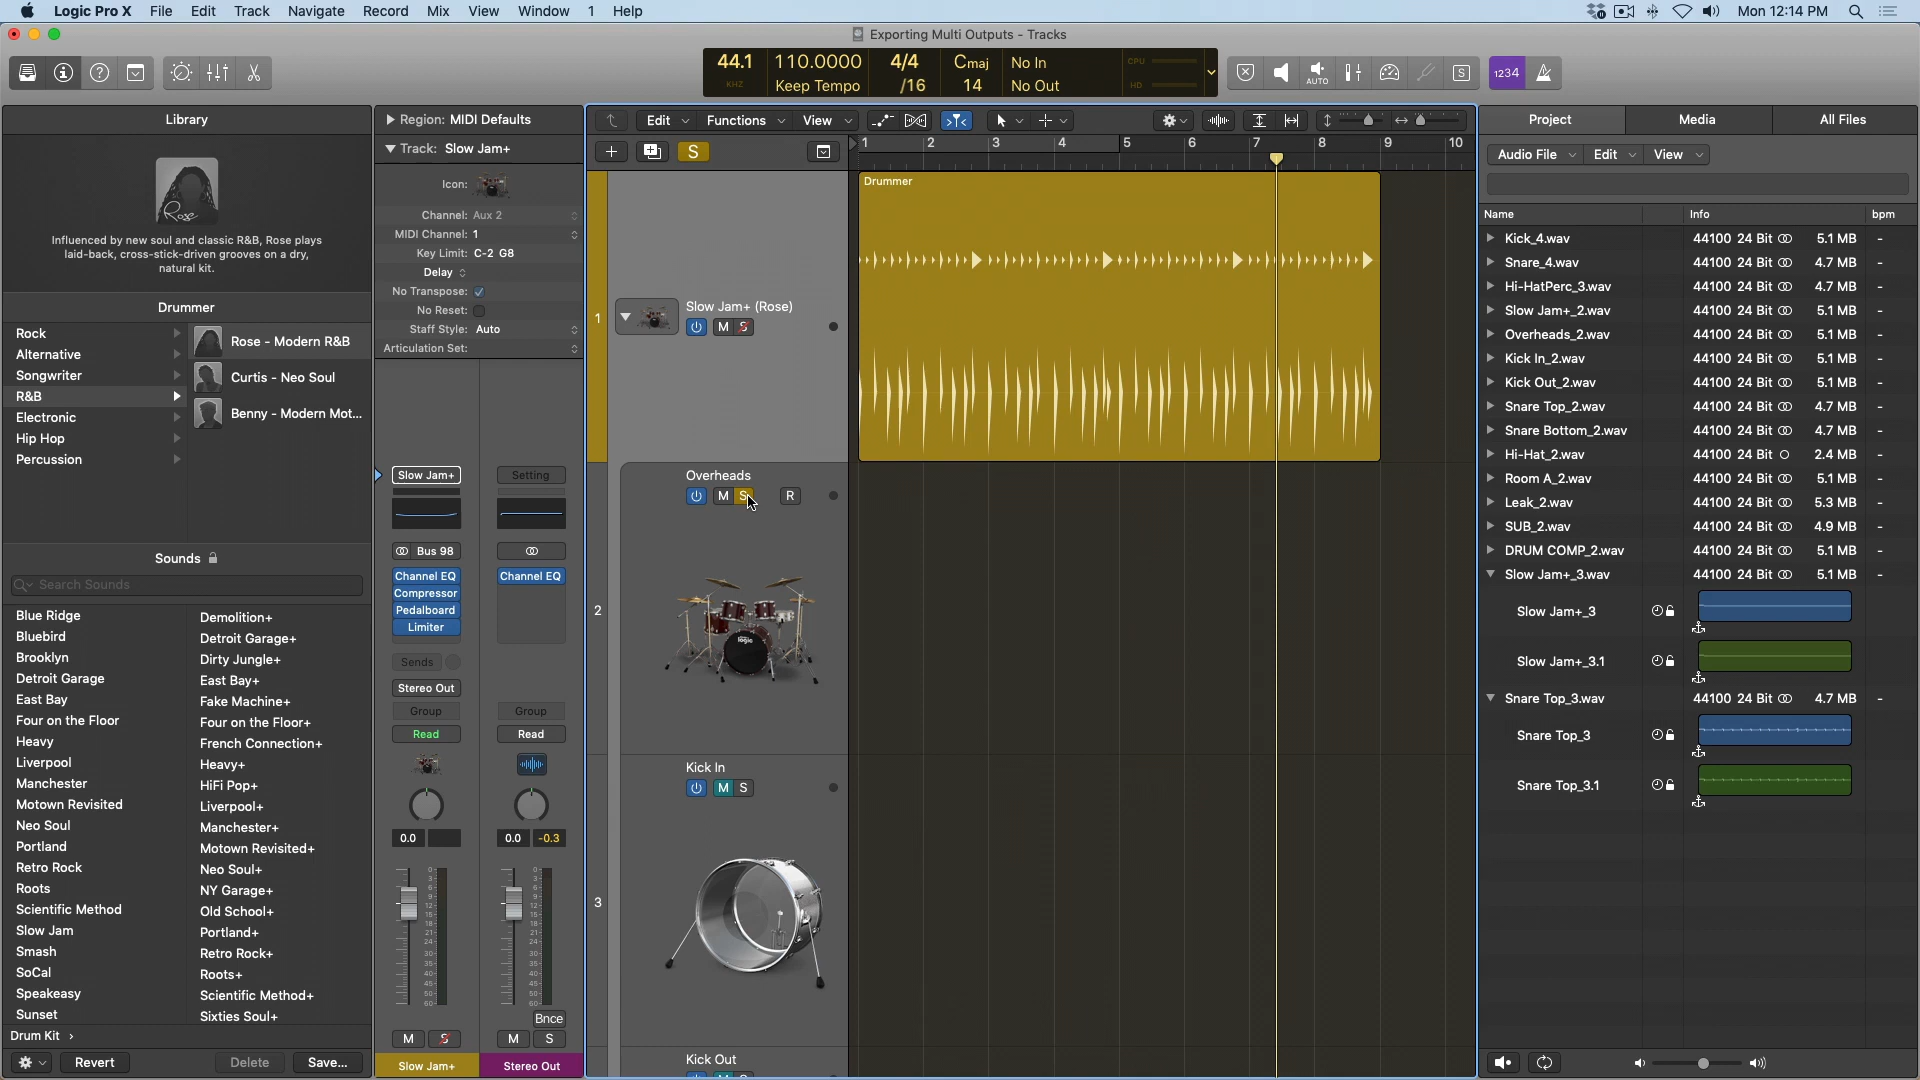 Logic Pro X File Edit Track Navigate Record Mix View Window 1 Help Mon 12:14 PM
Exporting Multi Outputs - Tracks
44.1 KHZ 110.0000 Keep Tempo 4/4 /16 Cmaj 14 No In No Out CPU HD AUTO S 1234
Library
Rose
Influenced by new soul and classic R&B, Rose plays
laid-back, cross-stick-driven grooves on a dry,
natural kit.
Drummer
Rock
Alternative
Songwriter
R&B
Electronic
Hip Hop
Percussion
Rose - Modern R&B
Curtis - Neo Soul
Benny - Modern Mot...
Sounds
Search Sounds
Blue Ridge
Bluebird
Brooklyn
Detroit Garage
East Bay
Four on the Floor
Heavy
Liverpool
Manchester
Motown Revisited
Neo Soul
Portland
Retro Rock
Roots
Scientific Method
Slow Jam
Smash
SoCal
Speakeasy
Sunset
Demolition+
Detroit Garage+
Dirty Jungle+
East Bay+
Fake Machine+
Four on the Floor+
French Connection+
Heavy+
HiFi Pop+
Liverpool+
Manchester+
Motown Revisited+
Neo Soul+
NY Garage+
Old School+
Portland+
Retro Rock+
Roots+
Scientific Method+
Sixties Soul+
Drum Kit
Revert Delete Save...
Region: MIDI Defaults
Track: Slow Jam+
Icon:
Channel: Aux 2
MIDI Channel: 1
Key Limit: C-2 G8
Delay
No Transpose:
No Reset:
Staff Style: Auto
Articulation Set:
Slow Jam+ Setting
Bus 98
Channel EQ Channel EQ
Compressor
Pedalboard
Limiter
Sends
Stereo Out
Group Group
Read Read
0.0 0.0 -0.3
Bnce
M S M S
Slow Jam+ Stereo Out
Edit Functions View
S
1 2 3 4 5 6 7 8 9 10
Drummer
1 Slow Jam+ (Rose)
M S
Overheads
M S R
2
logic
Kick In
M S
3
Kick Out
Project Media All Files
Audio File Edit View
Name Info bpm
Kick_4.wav 44100 24 Bit 5.1 MB -
Snare_4.wav 44100 24 Bit 4.7 MB -
Hi-HatPerc_3.wav 44100 24 Bit 4.7 MB -
Slow Jam+_2.wav 44100 24 Bit 5.1 MB -
Overheads_2.wav 44100 24 Bit 5.1 MB -
Kick In_2.wav 44100 24 Bit 5.1 MB -
Kick Out_2.wav 44100 24 Bit 5.1 MB -
Snare Top_2.wav 44100 24 Bit 4.7 MB -
Snare Bottom_2.wav 44100 24 Bit 4.7 MB -
Hi-Hat_2.wav 44100 24 Bit 2.4 MB -
Room A_2.wav 44100 24 Bit 5.1 MB -
Leak_2.wav 44100 24 Bit 5.3 MB -
SUB_2.wav 44100 24 Bit 4.9 MB -
DRUM COMP_2.wav 44100 24 Bit 5.1 MB -
Slow Jam+_3.wav 44100 24 Bit 5.1 MB -
Slow Jam+_3
Slow Jam+_3.1
Snare Top_3.wav 44100 24 Bit 4.7 MB -
Snare Top_3
Snare Top_3.1